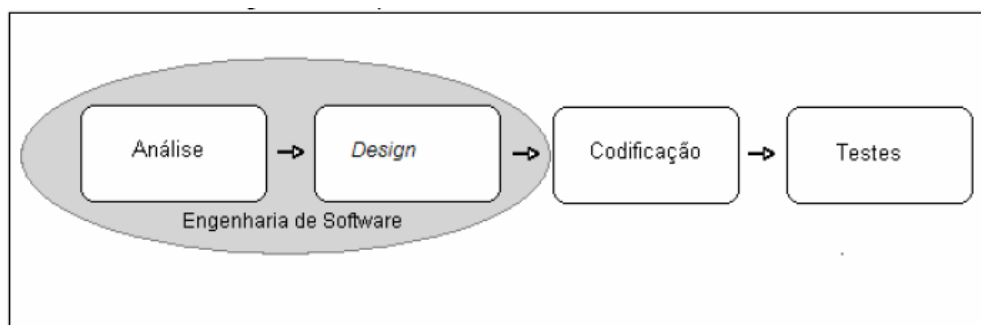 Análise
Design
Codificação
Testes
Engenharia de Software